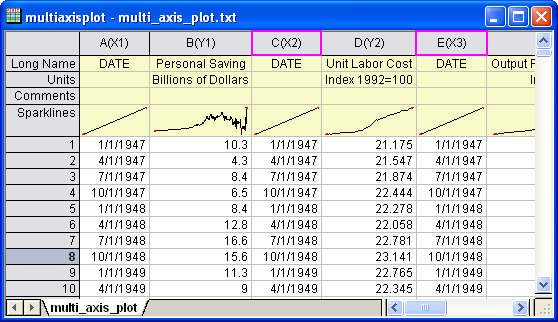 multiaxisplot - multi_axis_plot.txt
A(X1) B(Y1) C(X2) D(Y2) E(X3)
Long Name DATE Personal Saving DATE Unit Labor Cost DATE Output
Units Billions of Dollars Index 1992=100
Comments
Sparklines
1 1/1/1947 10.3 1/1/1947 21.175 1/1/1947
2 4/1/1947 4.3 4/1/1947 21.547 4/1/1947
3 7/1/1947 8.4 7/1/1947 21.874 7/1/1947
4 10/1/1947 6.5 10/1/1947 22.444 10/1/1947
5 1/1/1948 8.4 1/1/1948 22.278 1/1/1948
6 4/1/1948 12.8 4/1/1948 22.058 4/1/1948
7 7/1/1948 16.6 7/1/1948 22.781 7/1/1948
8 10/1/1948 15.6 10/1/1948 23.141 10/1/1948
9 1/1/1949 11.3 1/1/1949 22.765 1/1/1949
10 4/1/1949 9 4/1/1949 22.345 4/1/1949
multi_axis_plot